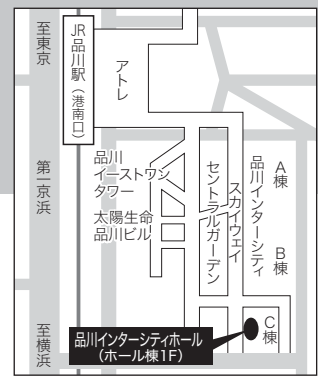 至東京
JR品川駅（港南口）
アトレ
第一京浜
品川
イーストワン
タワー
太陽生命
品川ビル
セントラルガーデン
スカイウェイ
品川インターシティ
A棟
B棟
C棟
至横浜
品川インターシティホール
（ホール棟1F）